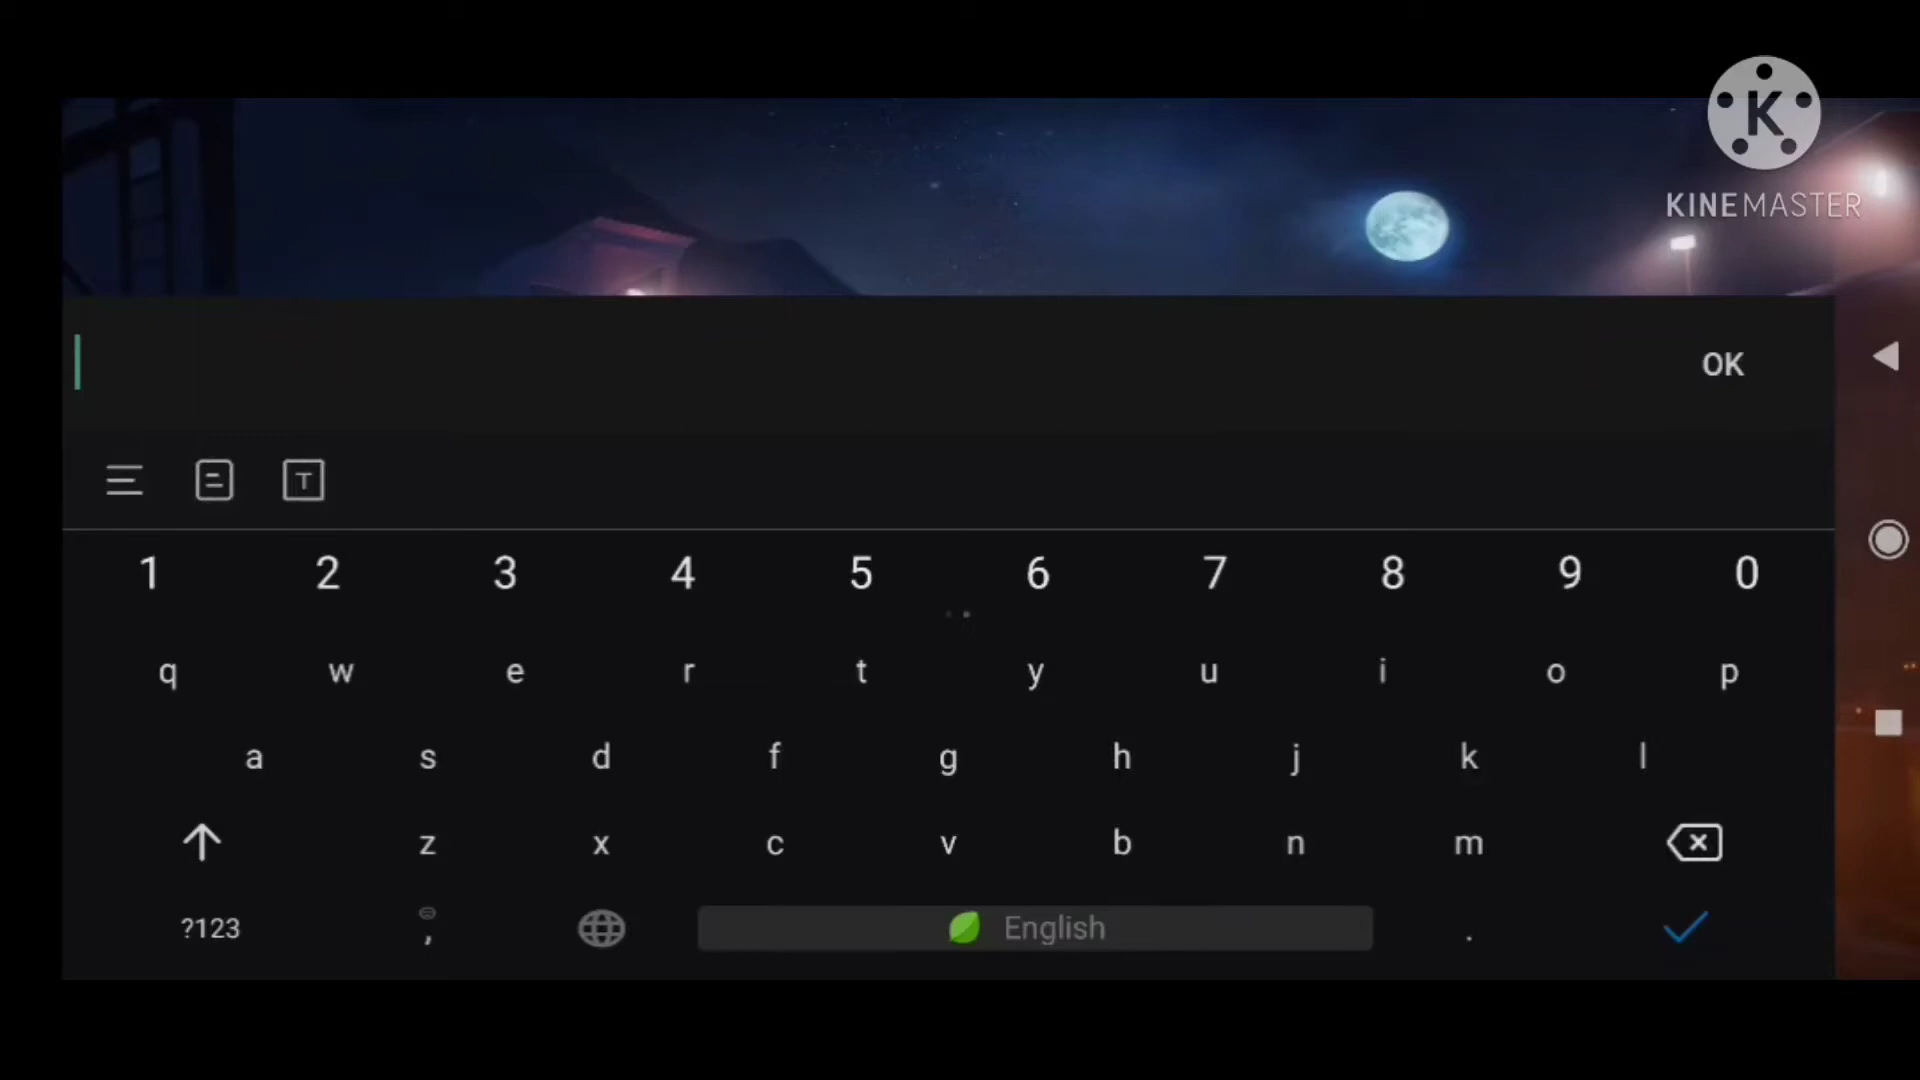 K
KINEMASTER
OK
T
1 2 3 4 5 6 7 8 9 0
q w e r t y u i o p
a s d f g h j k l
z x c v b n m
?123 , English .